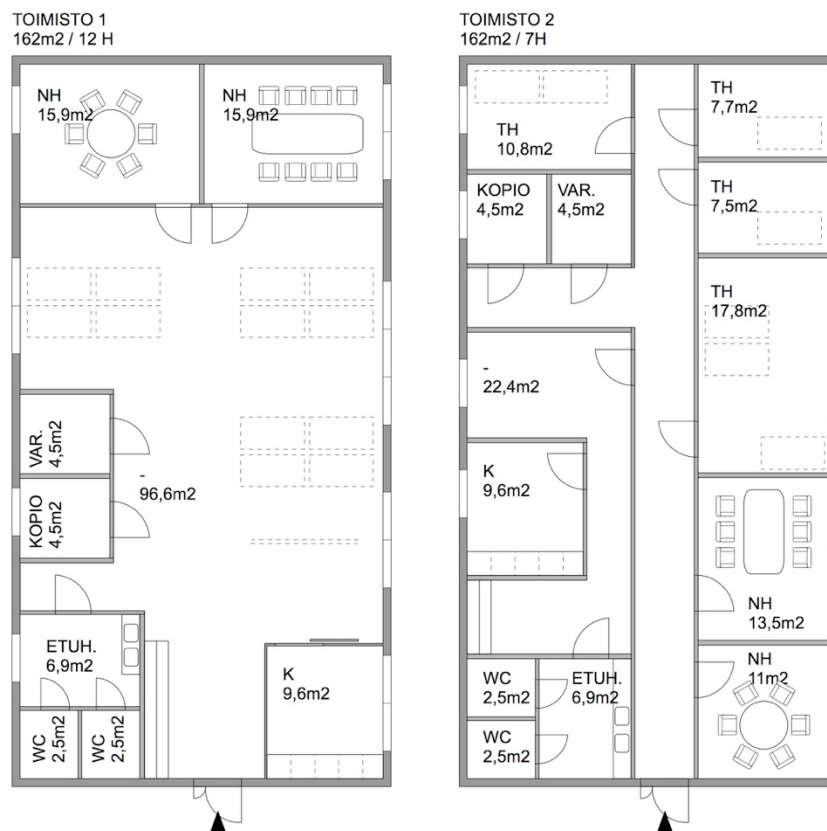 TOIMISTO 1
162m2 / 12 H
NH
15,9m2
NH
15,9m2
VAR.
4,5m2
-
96,6m2
KOPIO
4,5m2
ETUH.
6,9m2
K
9,6m2
WC
2,5m2
WC
2,5m2
TOIMISTO 2
162m2 / 7H
TH
10,8m2
TH
7,7m2
KOPIO
4,5m2
VAR.
4,5m2
TH
7,5m2
TH
17,8m2
-
22,4m2
K
9,6m2
NH
13,5m2
WC
2,5m2
ETUH.
6,9m2
NH
11m2
WC
2,5m2